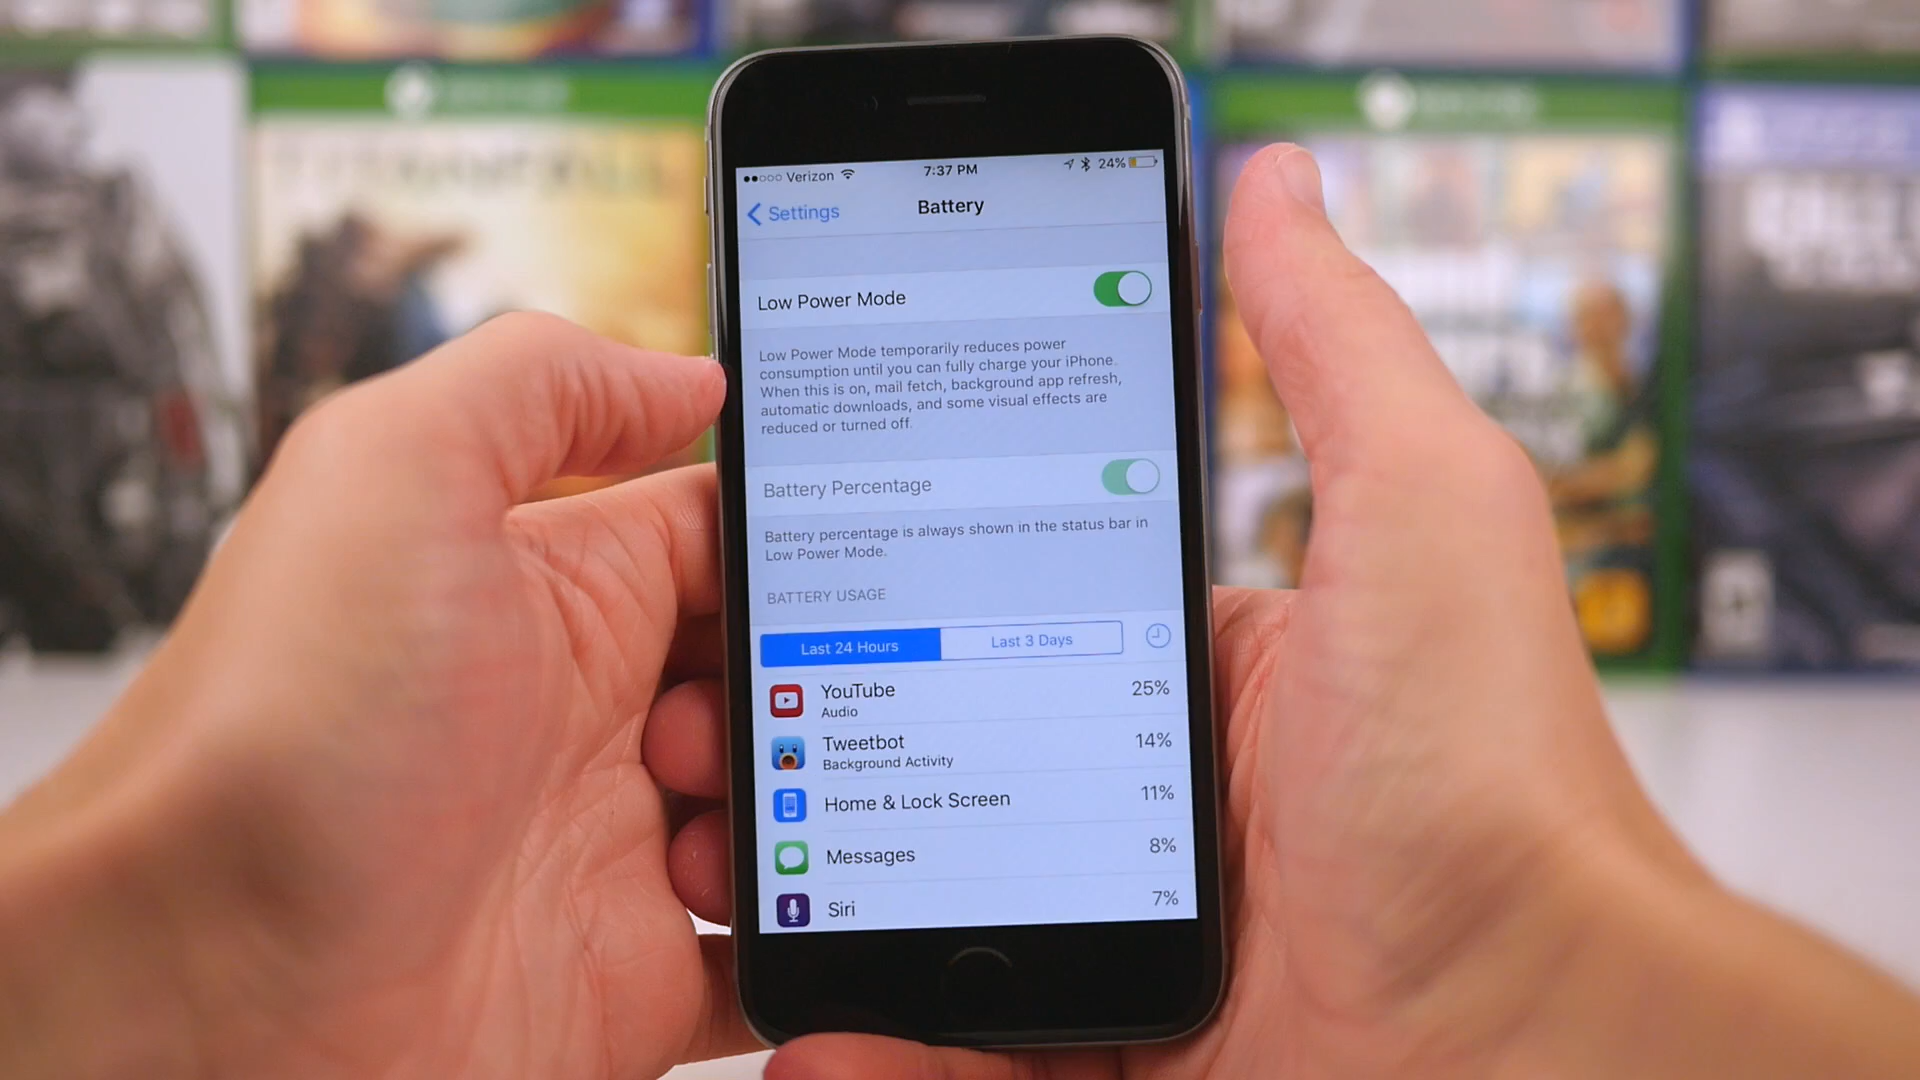 Verizon 7:37 PM 24%
Settings Battery
Low Power Mode
Low Power Mode temporarily reduces power
consumption until you can fully charge your iPhone.
When this is on, mail fetch, background app refresh,
automatic downloads, and some visual effects are
reduced or turned off.
Battery Percentage
Battery percentage is always shown in the status bar in
Low Power Mode.
BATTERY USAGE
Last 24 Hours Last 3 Days
YouTube 25%
Audio
Tweetbot 14%
Background Activity
Home & Lock Screen 11%
Messages 8%
Siri 7%